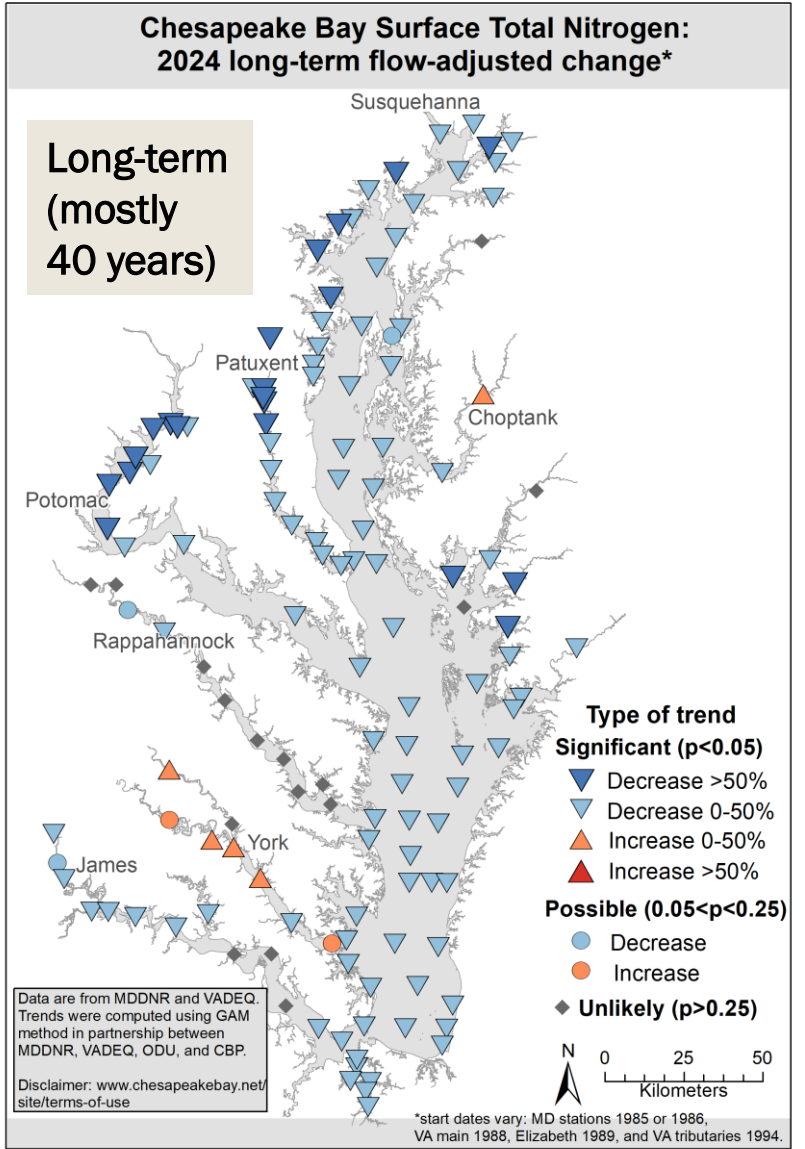 Chesapeake Bay Surface Total Nitrogen:
2024 long-term flow-adjusted change*
Susquehanna
Long-term
(mostly
40 years)
Patuxent
Choptank
Potomac
Rappahannock
York
James
Type of trend
Significant (p<0.05)
Decrease >50%
Decrease 0-50%
Increase 0-50%
Increase >50%
Possible (0.05<p<0.25)
Decrease
Increase
Unlikely (p>0.25)
Data are from MDDNR and VADEQ.
Trends were computed using GAM
method in partnership between
MDDNR, VADEQ, ODU, and CBP.
Disclaimer: www.chesapeakebay.net/
site/terms-of-use
N
0 25 50
Kilometers
*start dates vary: MD stations 1985 or 1986,
VA main 1988, Elizabeth 1989, and VA tributaries 1994.